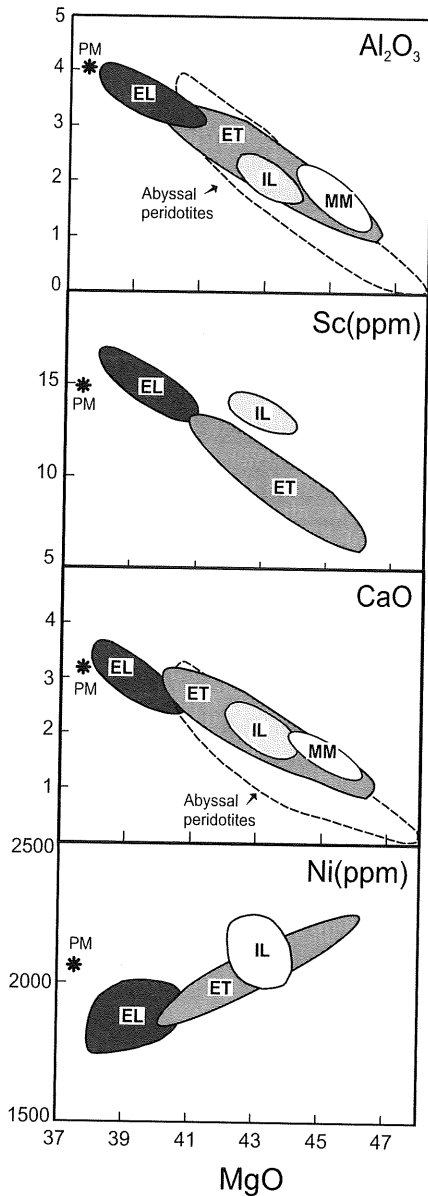 5
PM
Al₂O₃
4
EL
3
ET
IL
2
MM
Abyssal
peridotites
1
0
Sc(ppm)
15
EL
PM
IL
10
ET
5
CaO
4
3
EL
PM
ET
2
IL
MM
1
Abyssal
peridotites
2500
Ni(ppm)
PM
2000
IL
ET
EL
1500
37
39
41
43
45
47
MgO